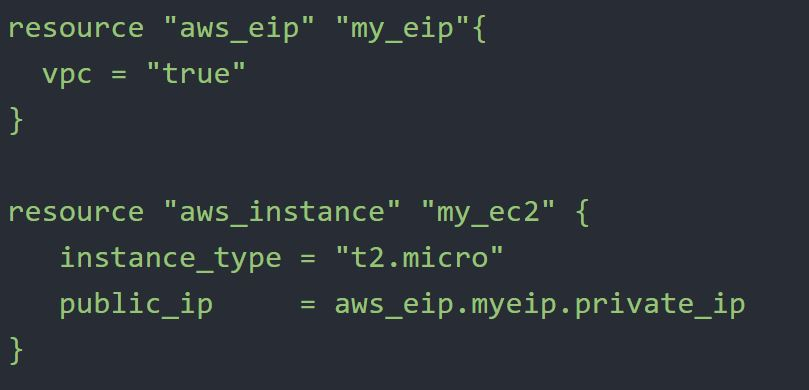 resource "aws_eip" "my_eip"{
  vpc = "true"
}

resource "aws_instance" "my_ec2" {
   instance_type = "t2.micro"
   public_ip     = aws_eip.myeip.private_ip
}